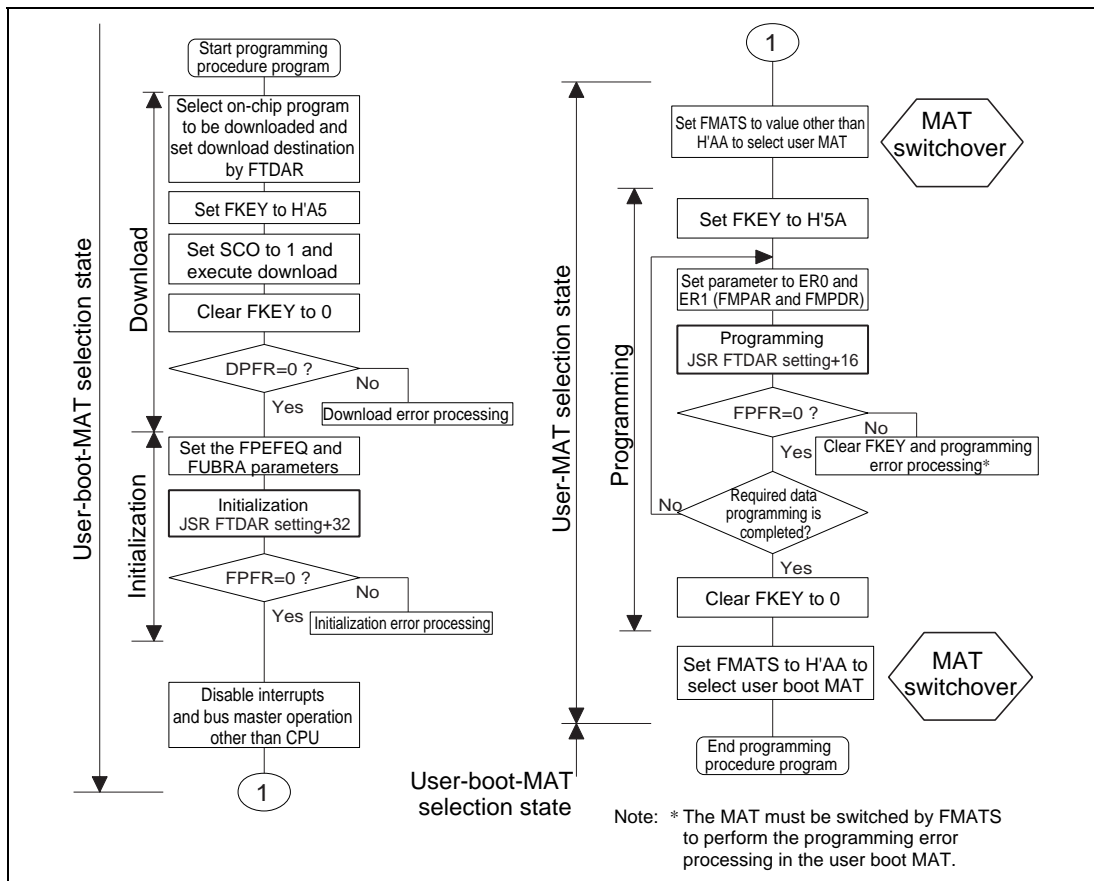 Start programming
procedure program
Select on-chip program
to be downloaded and
set download destination
by FTDAR
Set FKEY to H'A5
Set SCO to 1 and
execute download
Clear FKEY to 0
DPFR=0 ?
No
Yes
Download error processing
Set the FPEFEQ and
FUBRA parameters
Initialization
JSR FTDAR setting+32
FPFR=0 ?
No
Yes
Initialization error processing
Disable interrupts
and bus master operation
other than CPU
1
User-boot-MAT selection state
Download
Initialization
1
Set FMATS to value other than
H'AA to select user MAT
MAT
switchover
Set FKEY to H'5A
Set parameter to ER0 and
ER1 (FMPAR and FMPDR)
Programming
JSR FTDAR setting+16
FPFR=0 ?
No
Yes
Clear FKEY and programming
error processing*
No
Required data
programming is
completed?
Yes
Clear FKEY to 0
Set FMATS to H'AA to
select user boot MAT
MAT
switchover
End programming
procedure program
User-MAT selection state
Programming
User-boot-MAT
selection state
Note: * The MAT must be switched by FMATS
to perform the programming error
processing in the user boot MAT.